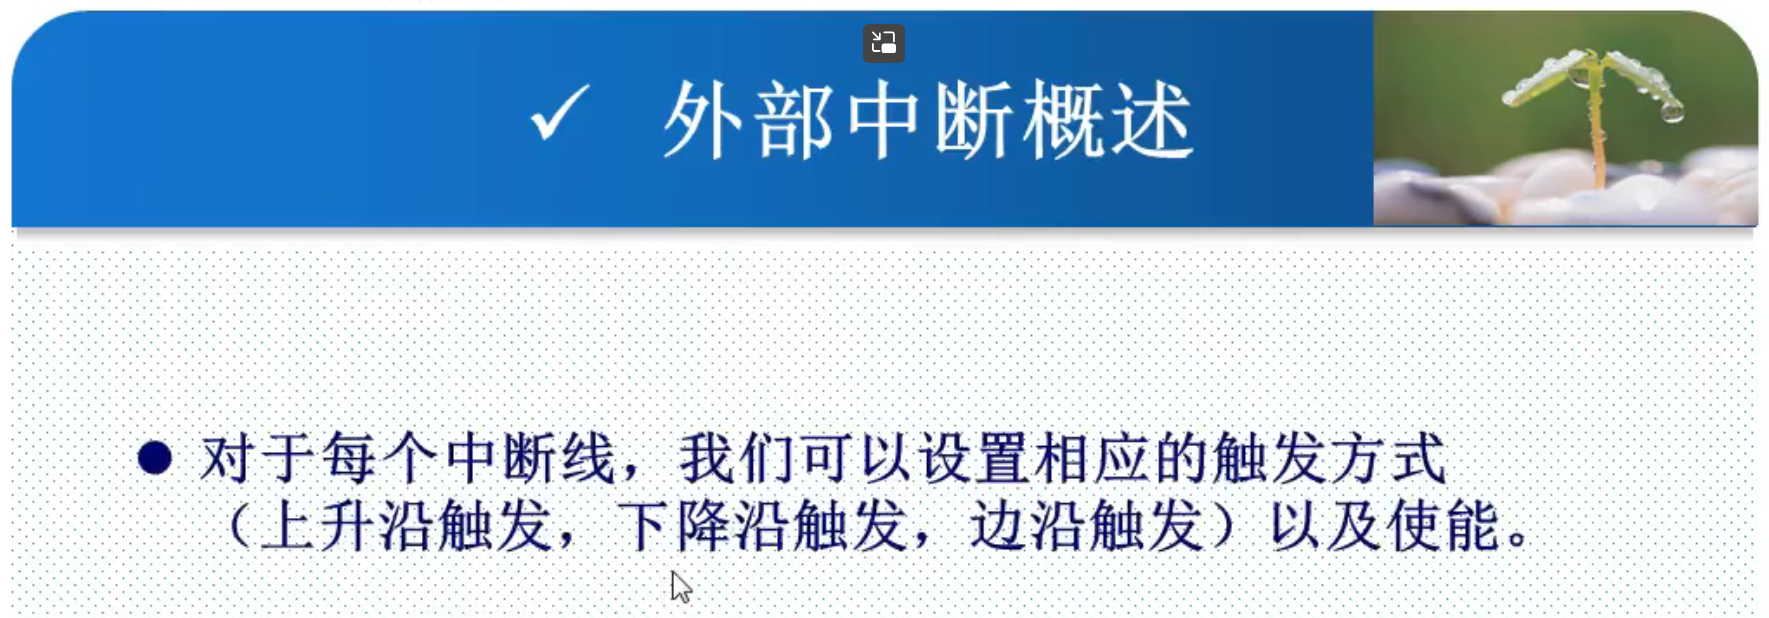 ✓ 外部中断概述
● 对于每个中断线，我们可以设置相应的触发方式
（上升沿触发，下降沿触发，边沿触发）以及使能。